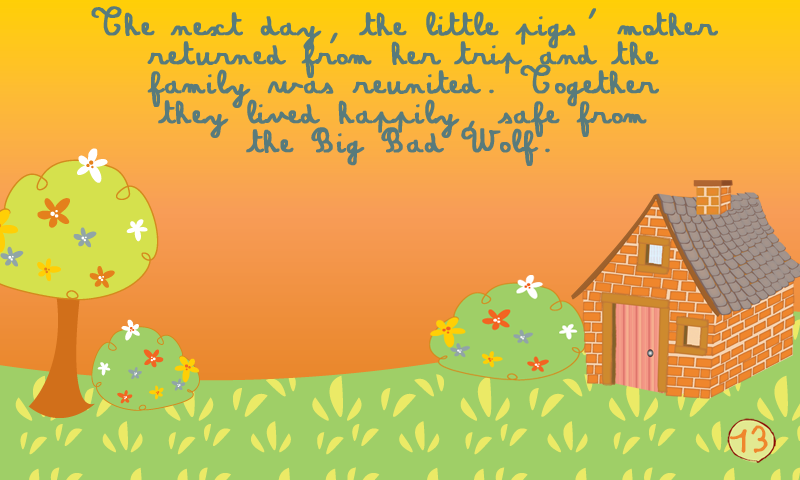 The next day, the little pigs' mother
returned from her trip and the
family was reunited. Together
they lived happily, safe from
the Big Bad Wolf.
13